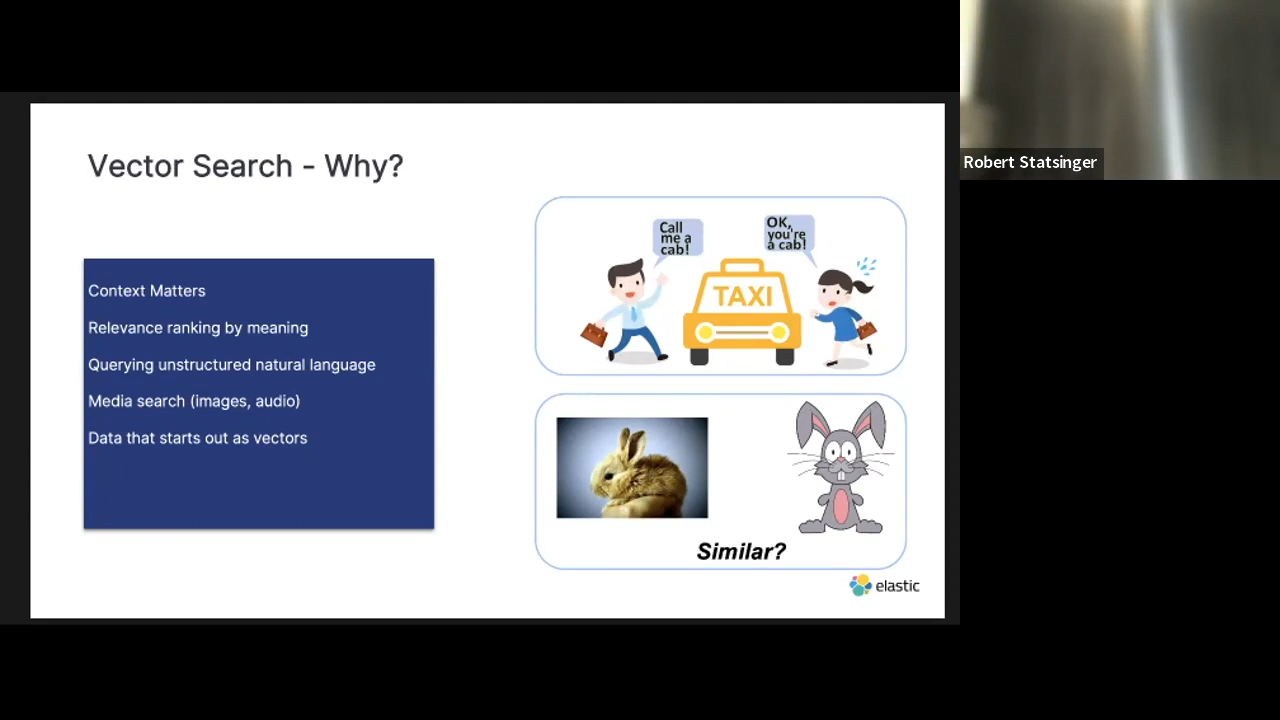 Vector Search - Why?
Context Matters
Relevance ranking by meaning
Querying unstructured natural language
Media search (images, audio)
Data that starts out as vectors
Call
me a
cab!
OK,
you're
a cab!
TAXI
Similar?
elastic
Robert Statsinger